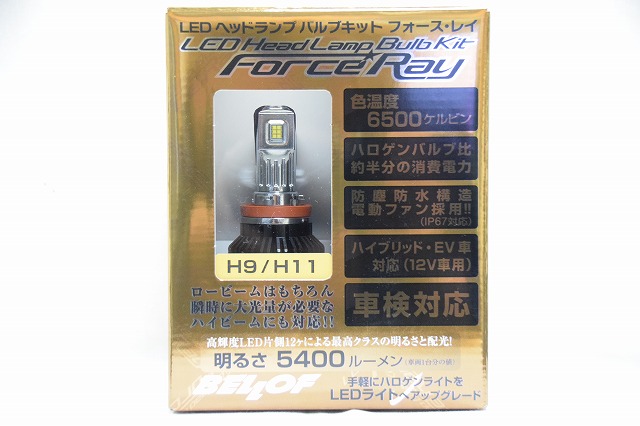 LED ヘッドランプ バルブキット フォース・レイ
LED Head Lamp Bulb Kit
Force Ray
色温度
6500ケルビン
ハロゲンバルブ比
約半分の消費電力
防塵防水構造
電動ファン採用!!
(IP67対応)
ハイブリッド・EV車
対応(12V車用)
車検対応
H9/H11
ロービームはもちろん
瞬時に大光量が必要な
ハイビームにも対応!!
高輝度LED片側12ヶによる最高クラスの明るさと配光!
明るさ 5400 ルーメン(車両1台分の値)
BELLOF
手軽にハロゲンライトを
LEDライトへアップグレード